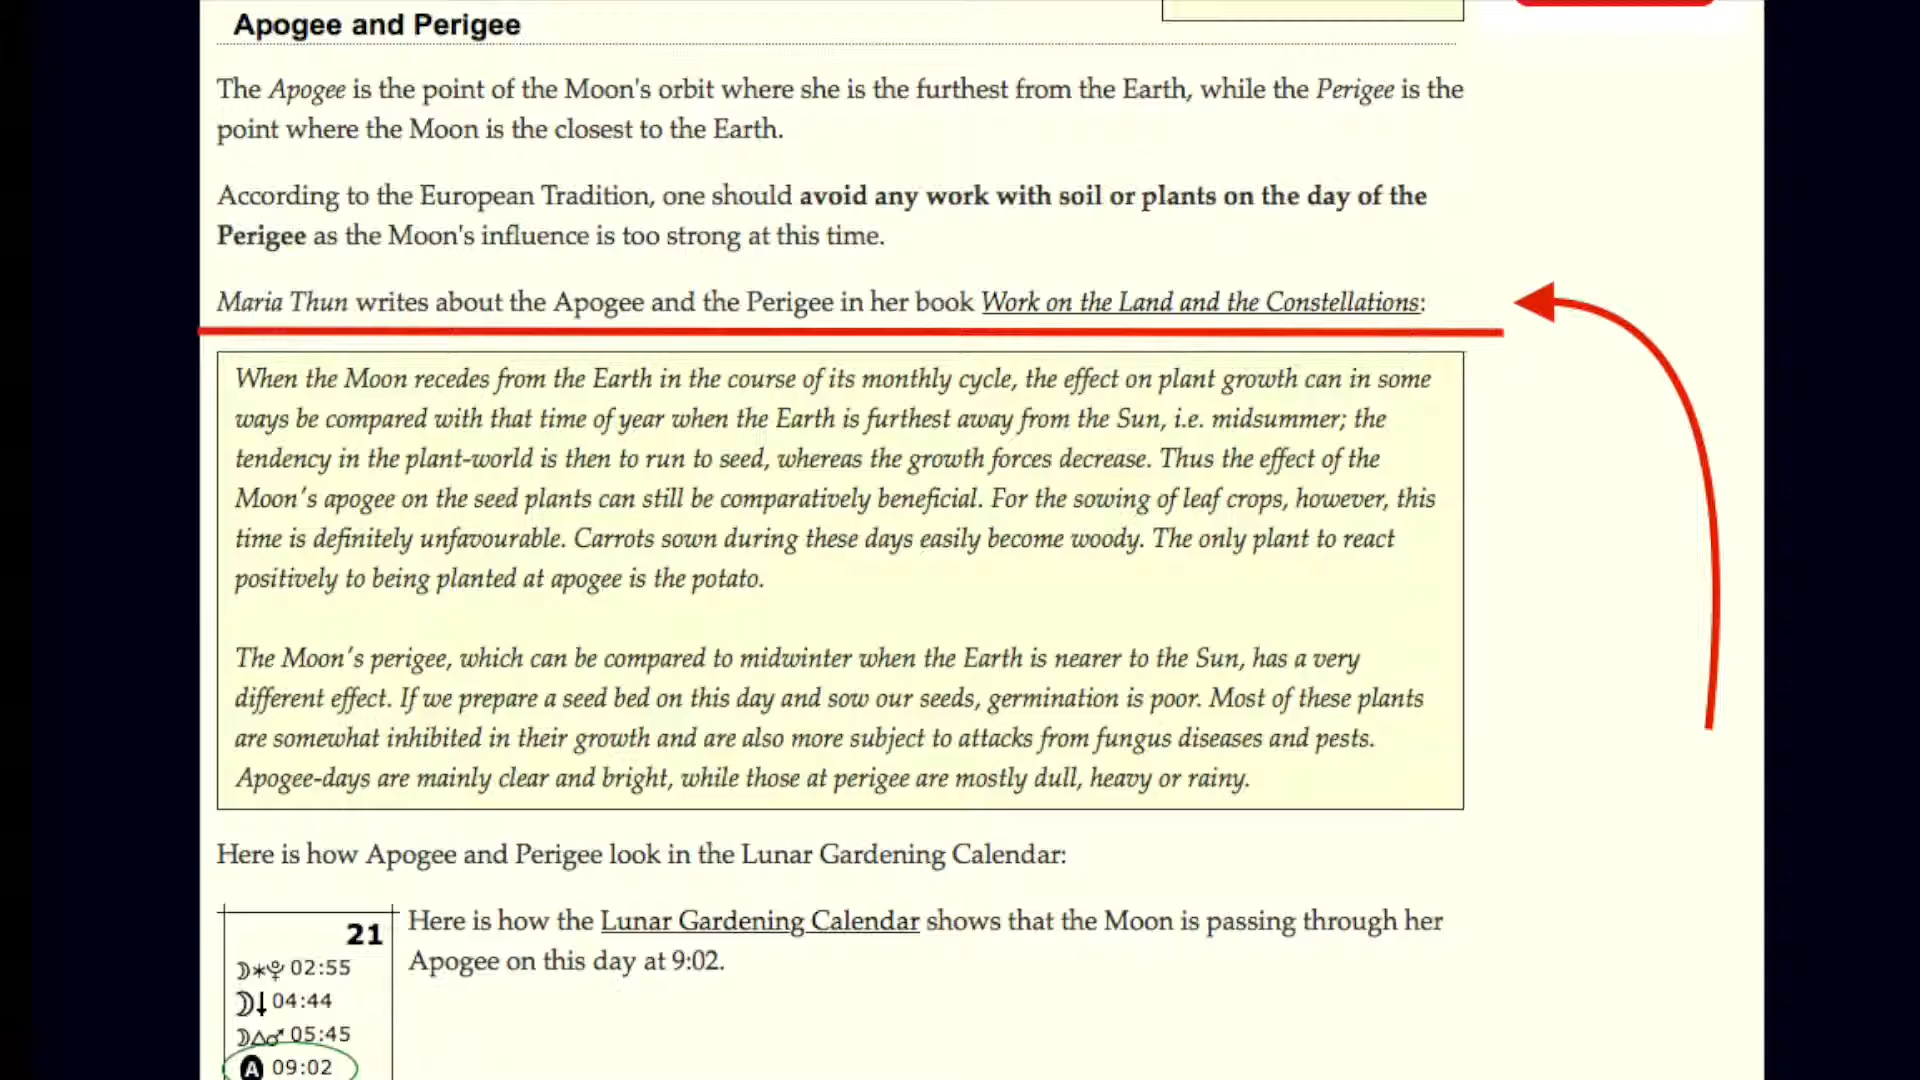 Apogee and Perigee
The Apogee is the point of the Moon's orbit where she is the furthest from the Earth, while the Perigee is the
point where the Moon is the closest to the Earth.
According to the European Tradition, one should avoid any work with soil or plants on the day of the
Perigee as the Moon's influence is too strong at this time.
Maria Thun writes about the Apogee and the Perigee in her book Work on the Land and the Constellations:
When the Moon recedes from the Earth in the course of its monthly cycle, the effect on plant growth can in some
ways be compared with that time of year when the Earth is furthest away from the Sun, i.e. midsummer; the
tendency in the plant-world is then to run to seed, whereas the growth forces decrease. Thus the effect of the
Moon's apogee on the seed plants can still be comparatively beneficial. For the sowing of leaf crops, however, this
time is definitely unfavourable. Carrots sown during these days easily become woody. The only plant to react
positively to being planted at apogee is the potato.
The Moon's perigee, which can be compared to midwinter when the Earth is nearer to the Sun, has a very
different effect. If we prepare a seed bed on this day and sow our seeds, germination is poor. Most of these plants
are somewhat inhibited in their growth and are also more subject to attacks from fungus diseases and pests.
Apogee-days are mainly clear and bright, while those at perigee are mostly dull, heavy or rainy.
Here is how Apogee and Perigee look in the Lunar Gardening Calendar:
Here is how the Lunar Gardening Calendar shows that the Moon is passing through her
Apogee on this day at 9:02.
21
02:55
04:44
05:45
A 09:02